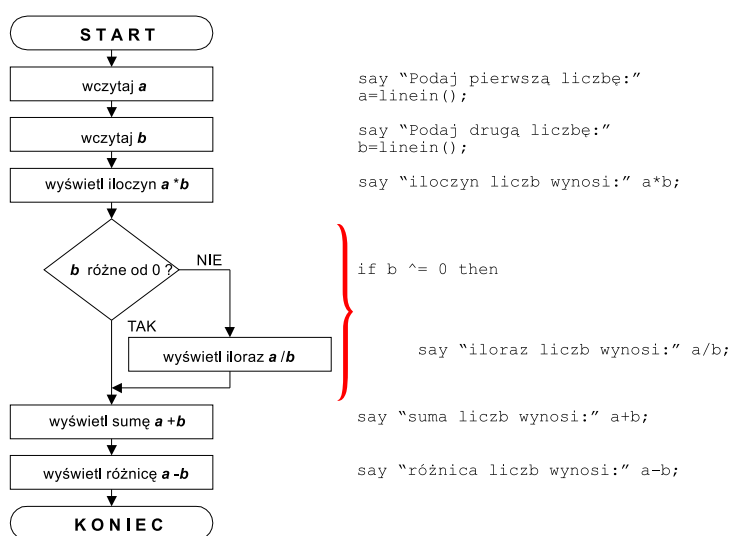 START
wczytaj a
say “Podaj pierwszą liczbę:”
a=linein();
wczytaj b
say “Podaj drugą liczbę:”
b=linein();
wyświetl iloczyn a *b
say “iloczyn liczb wynosi:” a*b;
b różne od 0 ?
NIE
if b ^= 0 then
TAK
wyświetl iloraz a /b
say “iloraz liczb wynosi:” a/b;
wyświetl sumę a +b
say “suma liczb wynosi:” a+b;
wyświetl różnicę a -b
say “różnica liczb wynosi:” a-b;
KONIEC